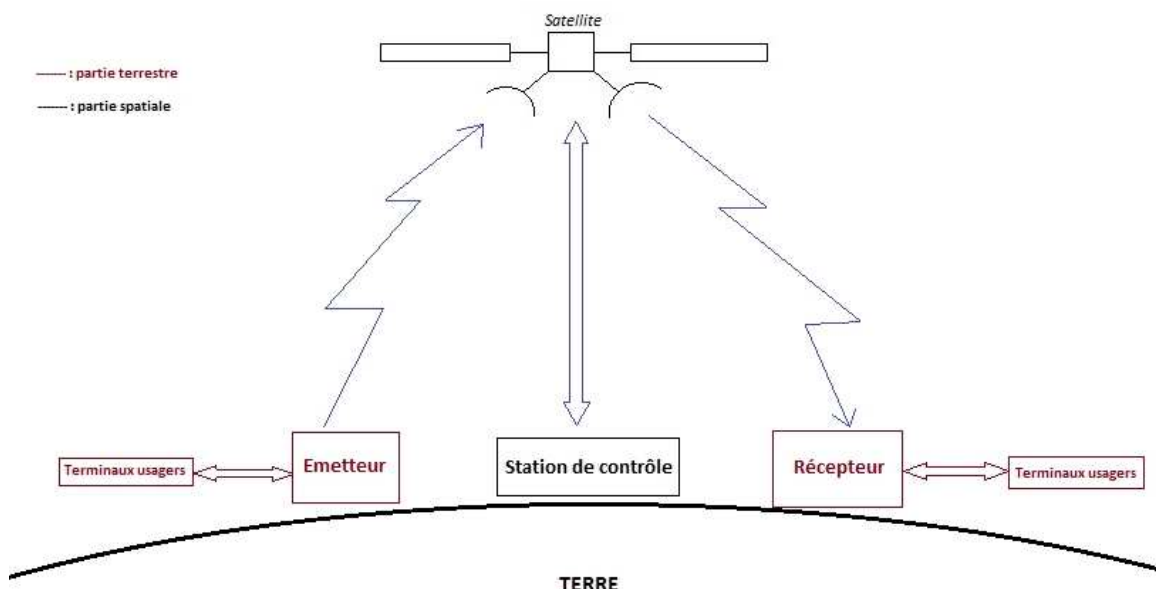 Satellite
------- : partie terrestre
------- : partie spatiale
Terminaux usagers
Emetteur
Station de contrôle
Récepteur
Terminaux usagers
TERRE